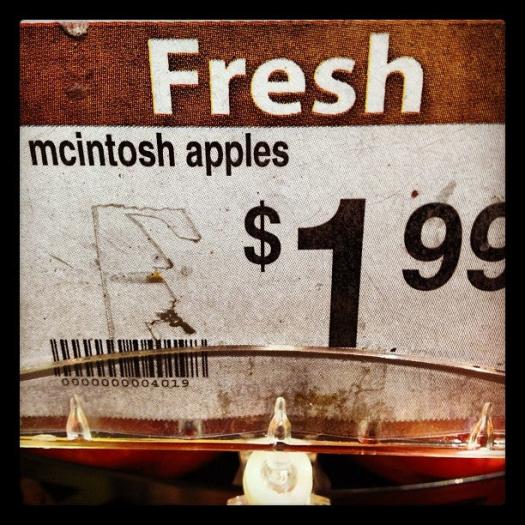 Fresh
mcintosh apples
$1 99
0000000004019